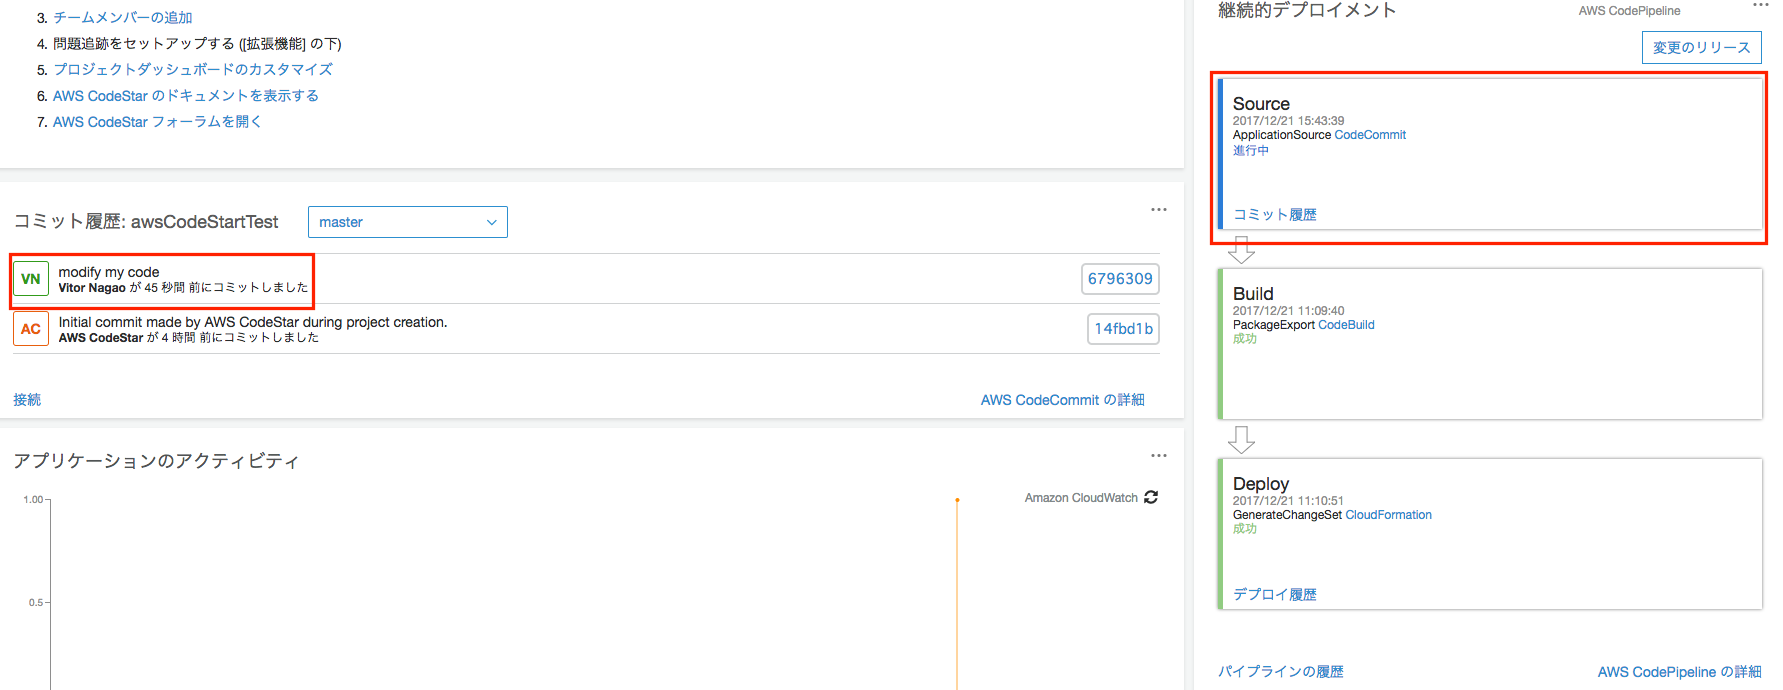 3. チームメンバーの追加
4. 問題追跡をセットアップする ([拡張機能] の下)
5. プロジェクトダッシュボードのカスタマイズ
6. AWS CodeStar のドキュメントを表示する
7. AWS CodeStar フォーラムを開く
コミット履歴: awsCodeStartTest
master
VN
modify my code
Vitor Nagao が 45 秒間 前にコミットしました
6796309
AC
Initial commit made by AWS CodeStar during project creation.
AWS CodeStar が 4 時間 前にコミットしました
14fbd1b
接続
AWS CodeCommit の詳細
アプリケーションのアクティビティ
Amazon CloudWatch
1.00
0.5
継続的デプロイメント
AWS CodePipeline
変更のリリース
Source
2017/12/21 15:43:39
ApplicationSource CodeCommit
進行中
コミット履歴
Build
2017/12/21 11:09:40
PackageExport CodeBuild
成功
Deploy
2017/12/21 11:10:51
GenerateChangeSet CloudFormation
成功
デプロイ履歴
パイプラインの履歴
AWS CodePipeline の詳細